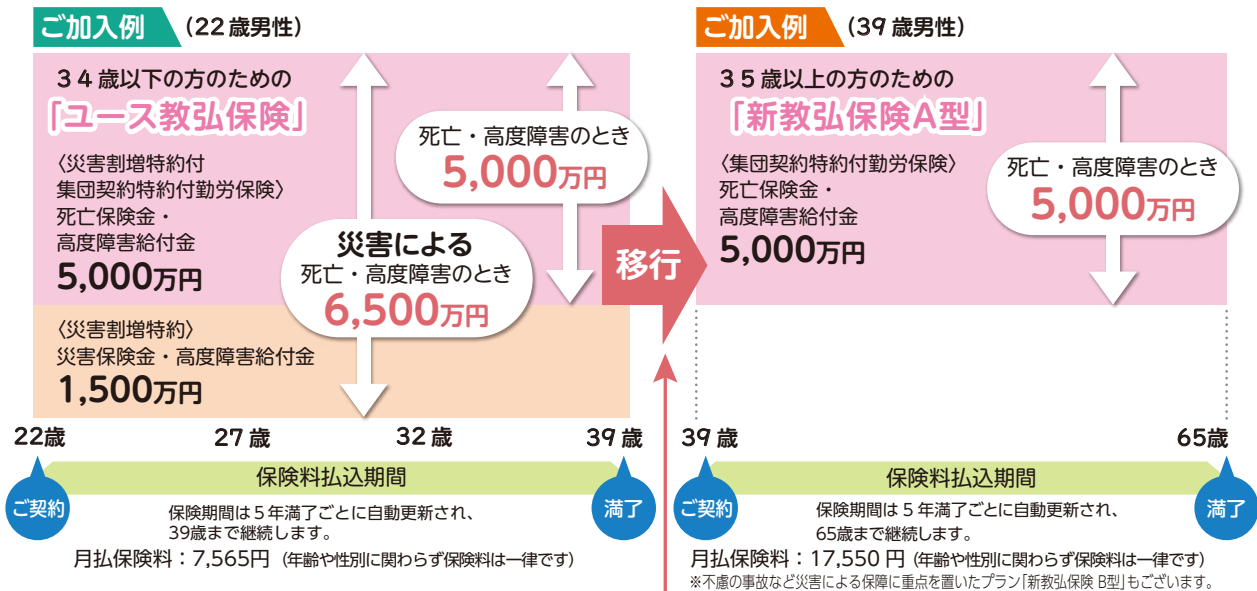 ご加入例 (22歳男性)
34歳以下の方のための
「ユース教弘保険」
〈災害割増特約付
集団契約特約付勤労保険〉
死亡保険金・
高度障害給付金
5,000万円
死亡・高度障害のとき
5,000万円
災害による
死亡・高度障害のとき
6,500万円
〈災害割増特約〉
災害保険金・高度障害給付金
1,500万円
22歳 27歳 32歳 39歳
ご契約
保険料払込期間
満了
保険期間は5年満了ごとに自動更新され、
39歳まで継続します。
月払保険料：7,565円（年齢や性別に関わらず保険料は一律です）
移行
ご加入例 (39歳男性)
35歳以上の方のための
「新教弘保険A型」
〈集団契約特約付勤労保険〉
死亡保険金・
高度障害給付金
5,000万円
死亡・高度障害のとき
5,000万円
39歳 65歳
ご契約
保険料払込期間
満了
保険期間は5年満了ごとに自動更新され、
65歳まで継続します。
月払保険料：17,550円（年齢や性別に関わらず保険料は一律です）
※不慮の事故など災害による保障に重点を置いたプラン「新教弘保険 B型」もございます。